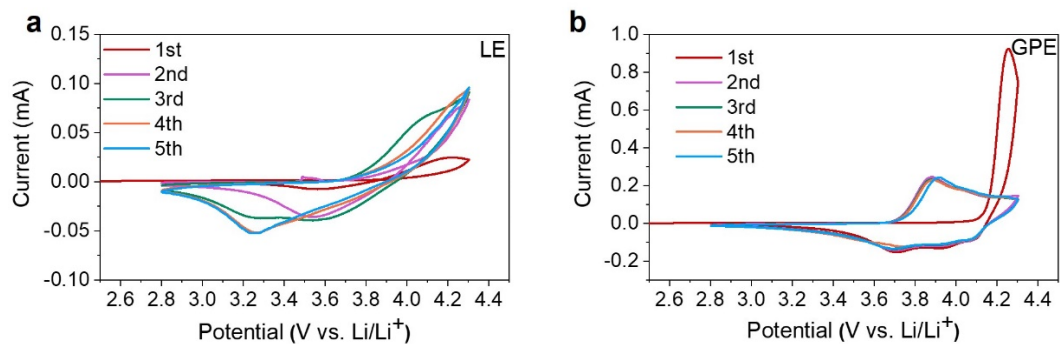 a
LE
1st
2nd
3rd
4th
5th
0.15
0.10
0.05
0.00
-0.05
-0.10
Current (mA)
2.6 2.8 3.0 3.2 3.4 3.6 3.8 4.0 4.2 4.4
Potential (V vs. Li/Li⁺)
b
GPE
1st
2nd
3rd
4th
5th
1.0
0.8
0.6
0.4
0.2
0.0
-0.2
Current (mA)
2.6 2.8 3.0 3.2 3.4 3.6 3.8 4.0 4.2 4.4
Potential (V vs. Li/Li⁺)